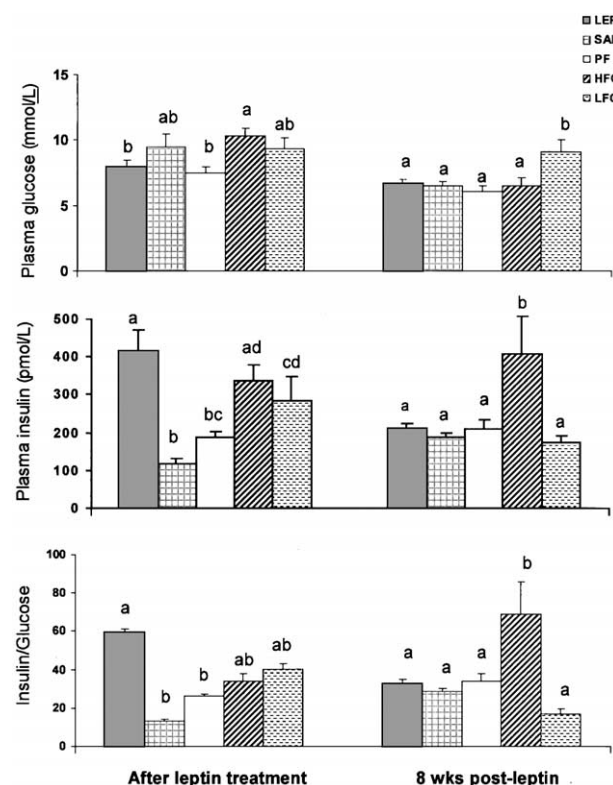 LEP
SAL
PF
HFC
LFC
Plasma glucose (mmol/L)
15
10
5
0
b ab b a ab
a a a a b
Plasma insulin (pmol/L)
500
400
300
200
100
0
a b bc ad cd
a a a b a
Insulin/Glucose
100
80
60
40
20
0
a b b ab ab
a a a b a
After leptin treatment 8 wks post-leptin